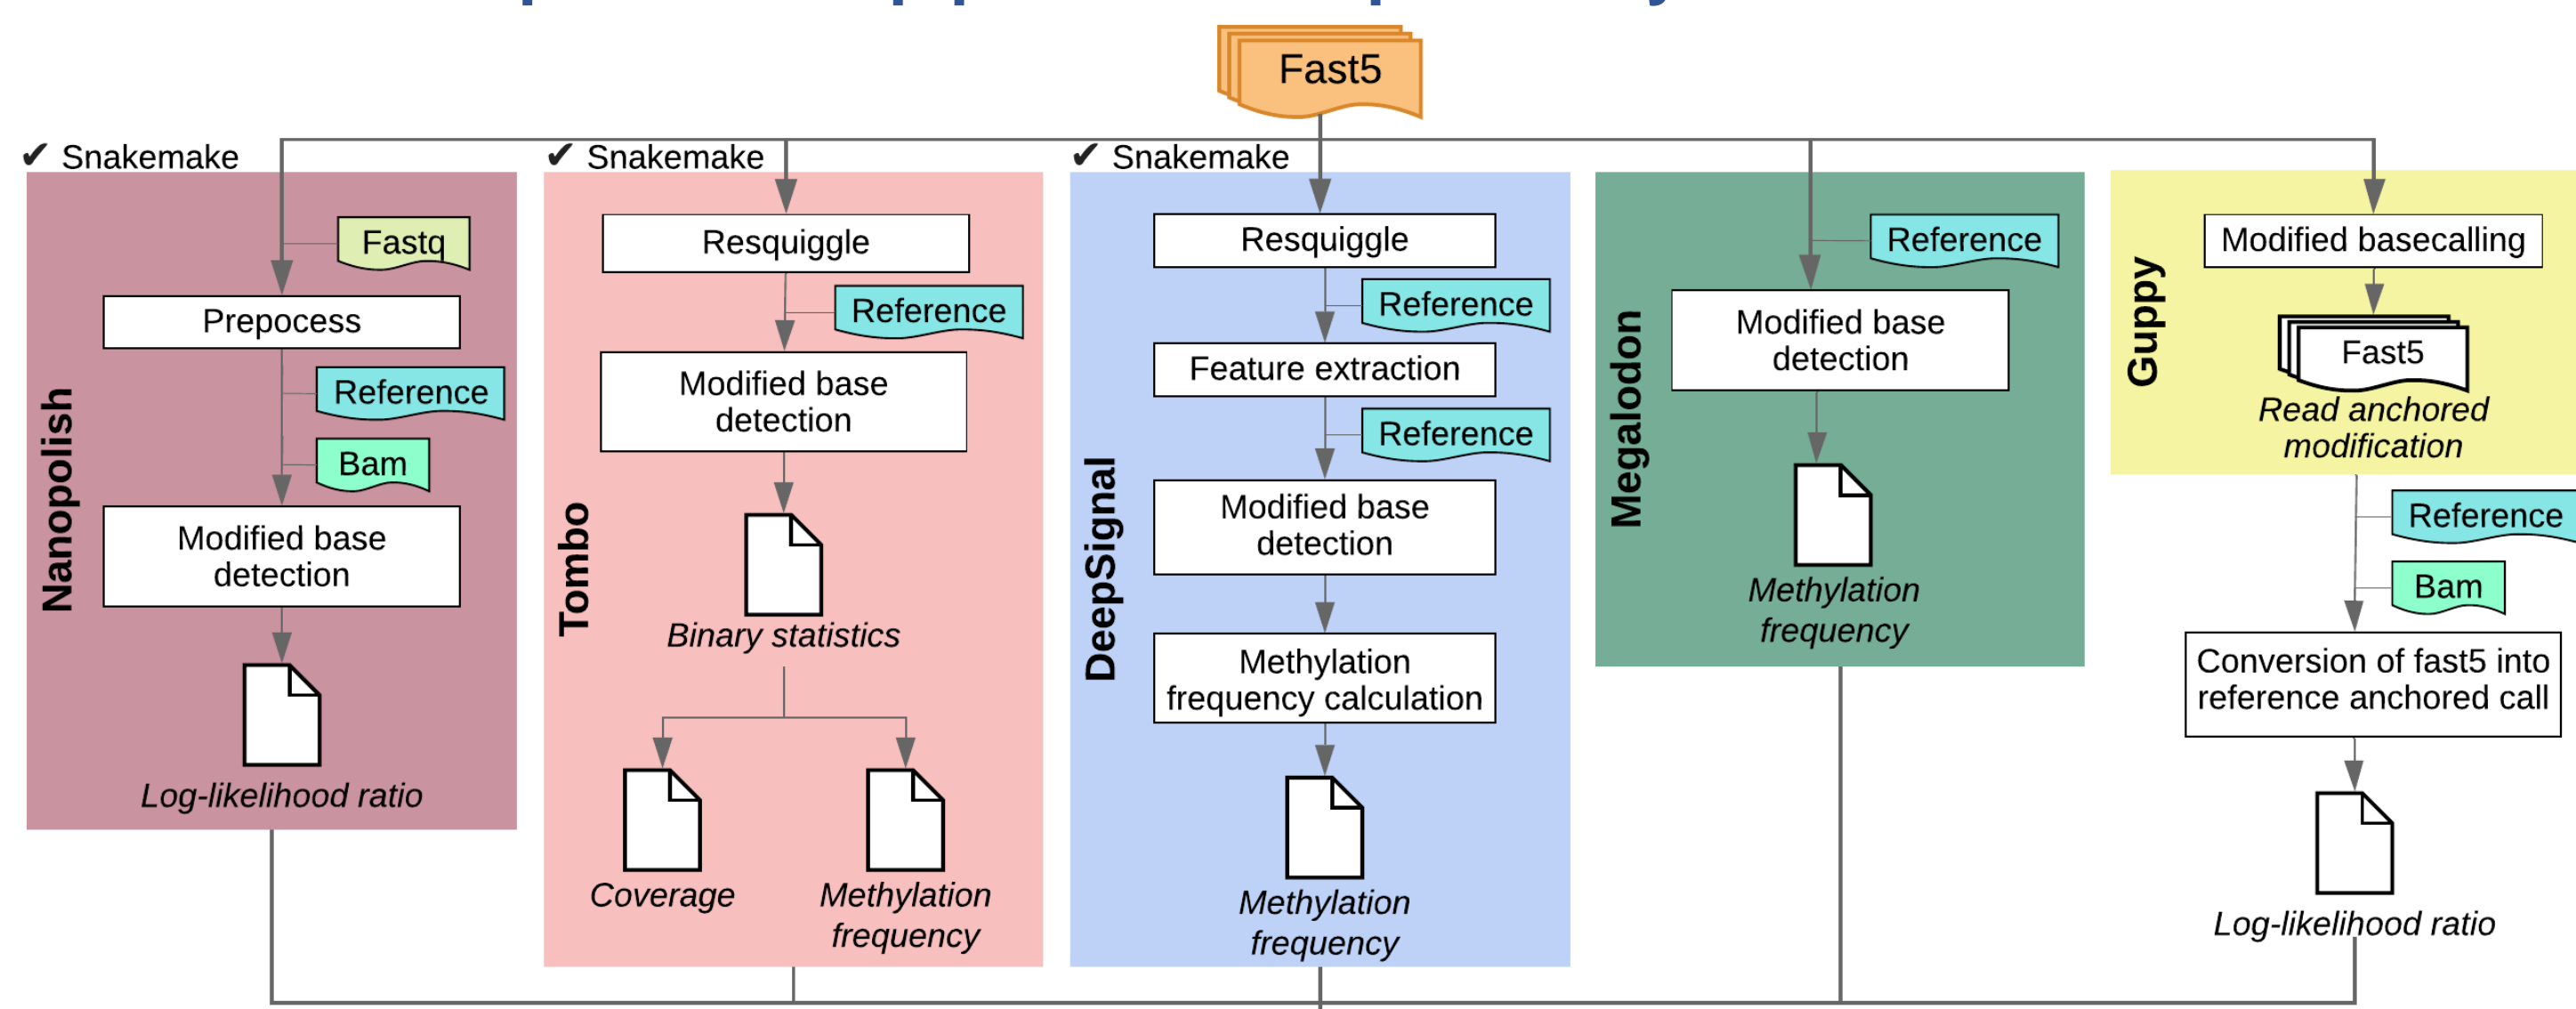 Fast5
✔ Snakemake
Nanopolish
Fastq
Prepocess
Reference
Bam
Modified base
detection
Log-likelihood ratio
✔ Snakemake
Tombo
Resquiggle
Reference
Modified base
detection
Binary statistics
Coverage
Methylation
frequency
✔ Snakemake
DeepSignal
Resquiggle
Reference
Feature extraction
Reference
Modified base
detection
Methylation
frequency calculation
Methylation
frequency
Megalodon
Reference
Modified base
detection
Methylation
frequency
Guppy
Modified basecalling
Fast5
Read anchored
modification
Reference
Bam
Conversion of fast5 into
reference anchored call
Log-likelihood ratio